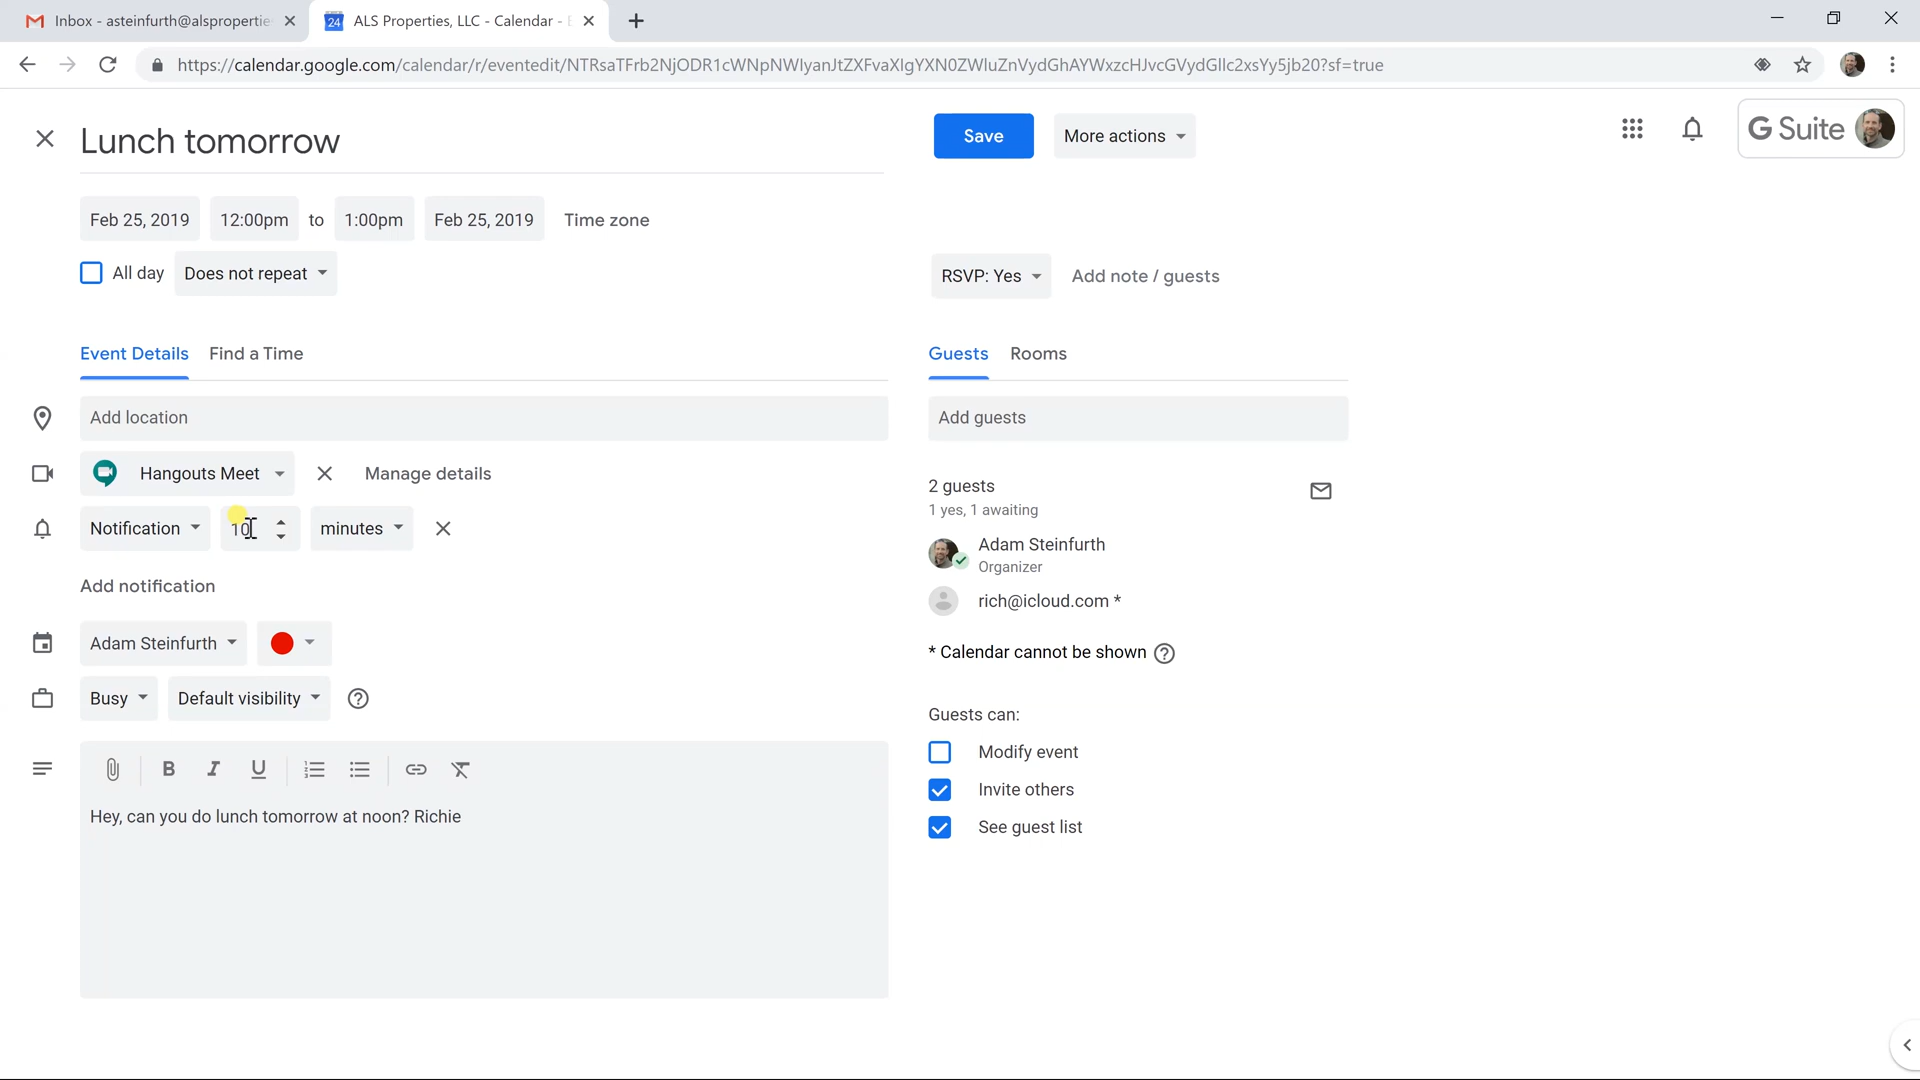 Inbox - asteinfurth@alspropertie
24
ALS Properties, LLC - Calendar - E
https://calendar.google.com/calendar/r/eventedit/NTRsaTFrb2NjODR1cWNpNWIyanJtZXFvaXIgYXN0ZWluZnVydGhAYWxzcHJvcGVydGllc2xsYy5jb20?sf=true
Lunch tomorrow
Save
More actions
G Suite
Feb 25, 2019
12:00pm
to
1:00pm
Feb 25, 2019
Time zone
All day
Does not repeat
RSVP: Yes
Add note / guests
Event Details
Find a Time
Guests
Rooms
Add location
Add guests
Hangouts Meet
Manage details
2 guests
1 yes, 1 awaiting
Notification
10
minutes
Adam Steinfurth
Organizer
Add notification
rich@icloud.com *
Adam Steinfurth
* Calendar cannot be shown
Busy
Default visibility
Guests can:
Modify event
B I U
Invite others
Hey, can you do lunch tomorrow at noon? Richie
See guest list